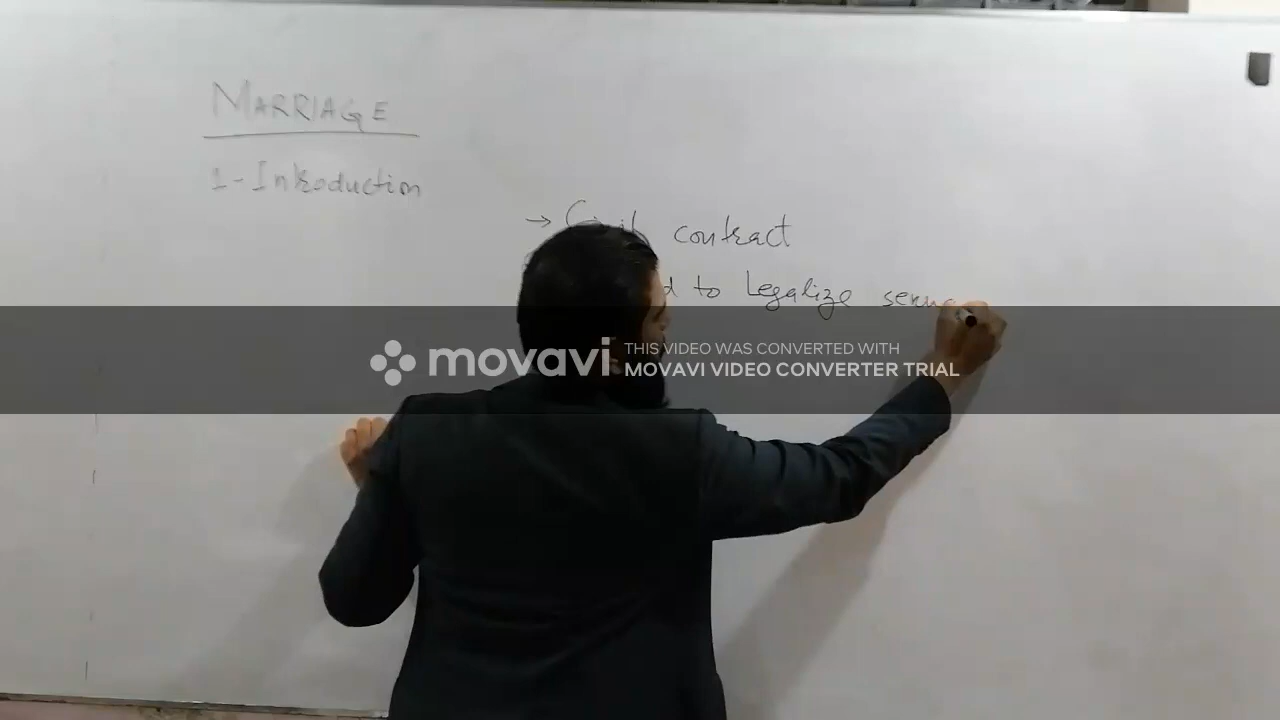 MARRIAGE
1-Introduction
→ Civil contract
to Legalize
movavi
THIS VIDEO WAS CONVERTED WITH
MOVAVI VIDEO CONVERTER TRIAL